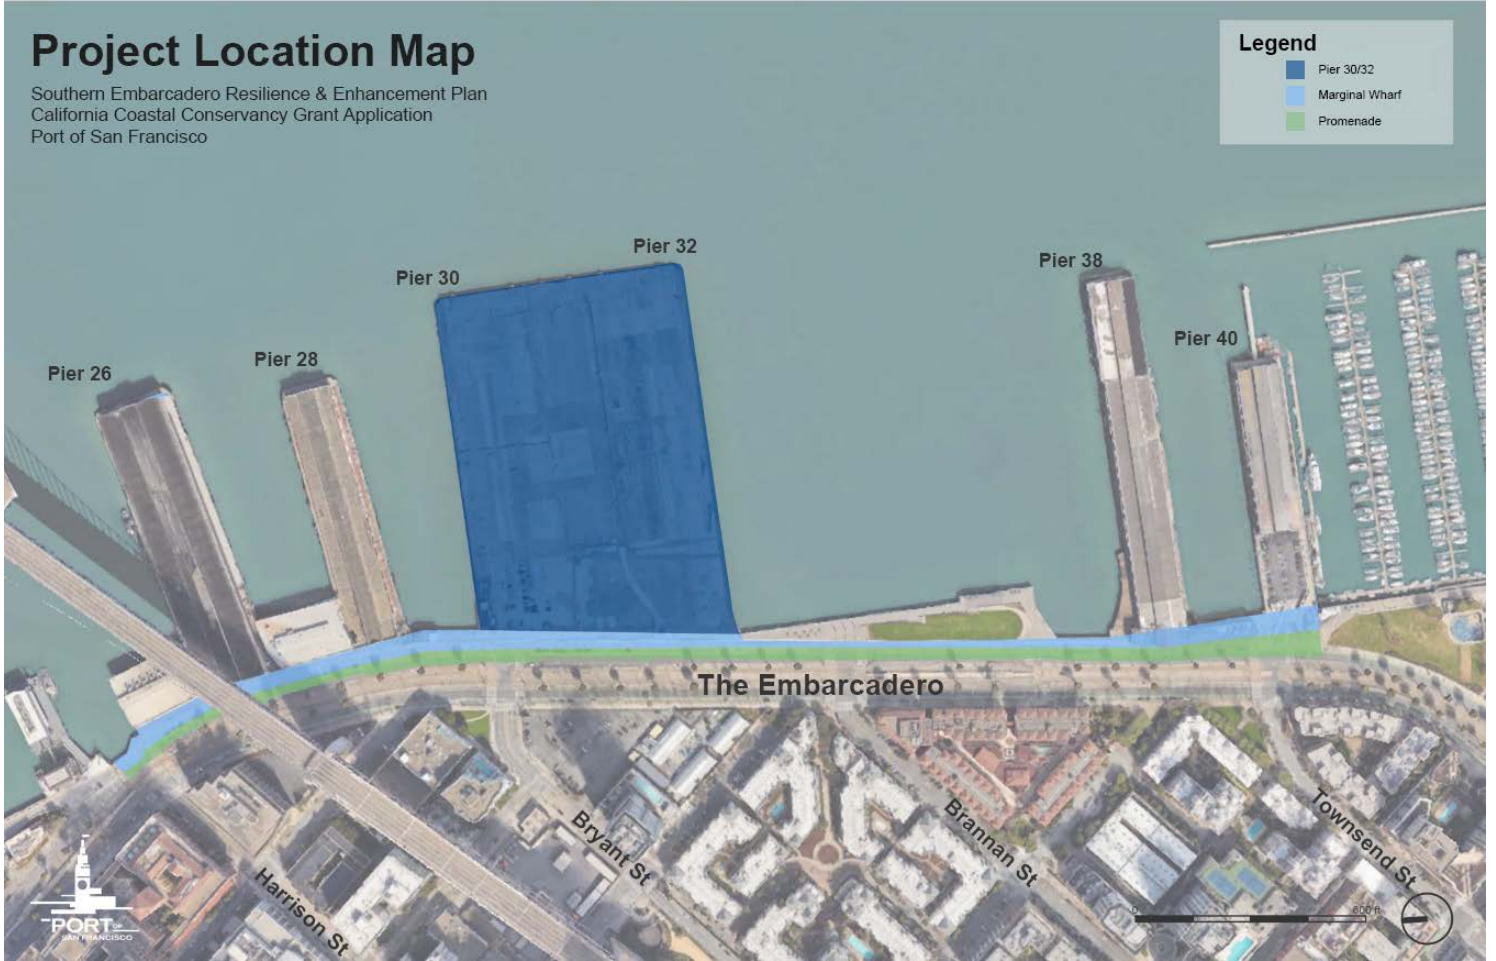 Project Location Map
Southern Embarcadero Resilience & Enhancement Plan
California Coastal Conservancy Grant Application
Port of San Francisco
Legend
Pier 30/32
Marginal Wharf
Promenade
Pier 32
Pier 38
Pier 30
Pier 40
Pier 28
Pier 26
The Embarcadero
Bryant St
Brannan St
Townsend St
Harrison St
0
600 ft
PORT OF
SAN FRANCISCO